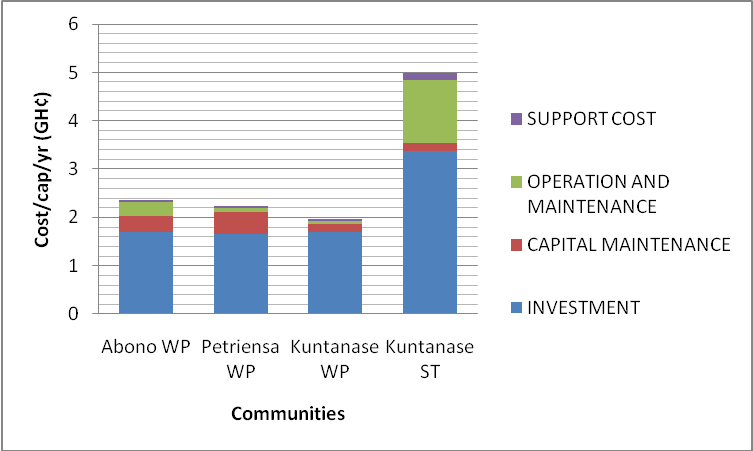 6
5
4
3
2
1
0
Cost/cap/yr (GH₵)
Abono WP
Petriensa
WP
Kuntanase
WP
Kuntanase
ST
Communities
SUPPORT COST
OPERATION AND
MAINTENANCE
CAPITAL MAINTENANCE
INVESTMENT